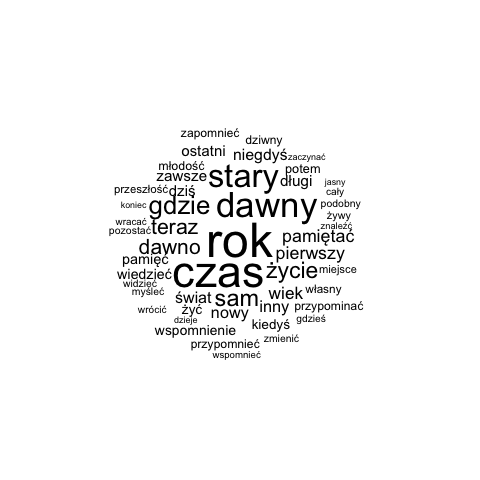 zapomnieć
dziwny
ostatni niegdyś zaczynać
młodość stary potem
zawsze długi jasny
przeszłość dziś cały
koniec gdzie dawny podobny
wracać żywy
pozostać teraz znaleźć
dawno rok pamiętać
pamięć pierwszy
wiedzieć czas życie miejsce
widzieć
myśleć świat sam wiek własny
wrócić żyć nowy inny przypominać
dzieje kiedyś gdzieś
wspomnienie
przypomnieć zmienić
wspomnieć